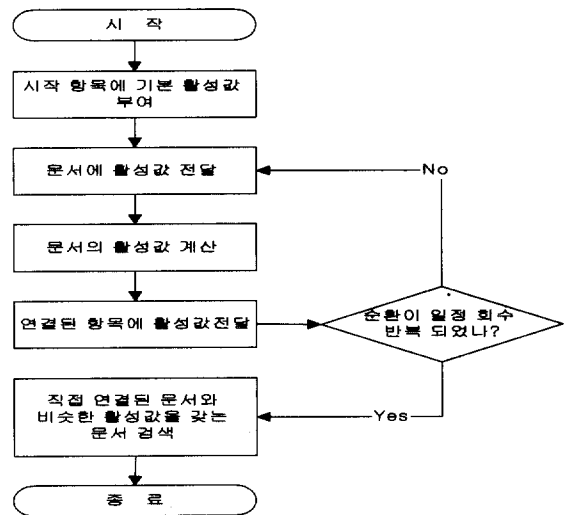 시 작
시작 항목에 기본 활성값
부여
문서에 활성값 전달
No
문서의 활성값 계산
연결된 항목에 활성값전달
순환이 일정 회수
반복 되었나?
직접 연결된 문서와
비슷한 활성값을 갖는
문서 검색
Yes
종 료